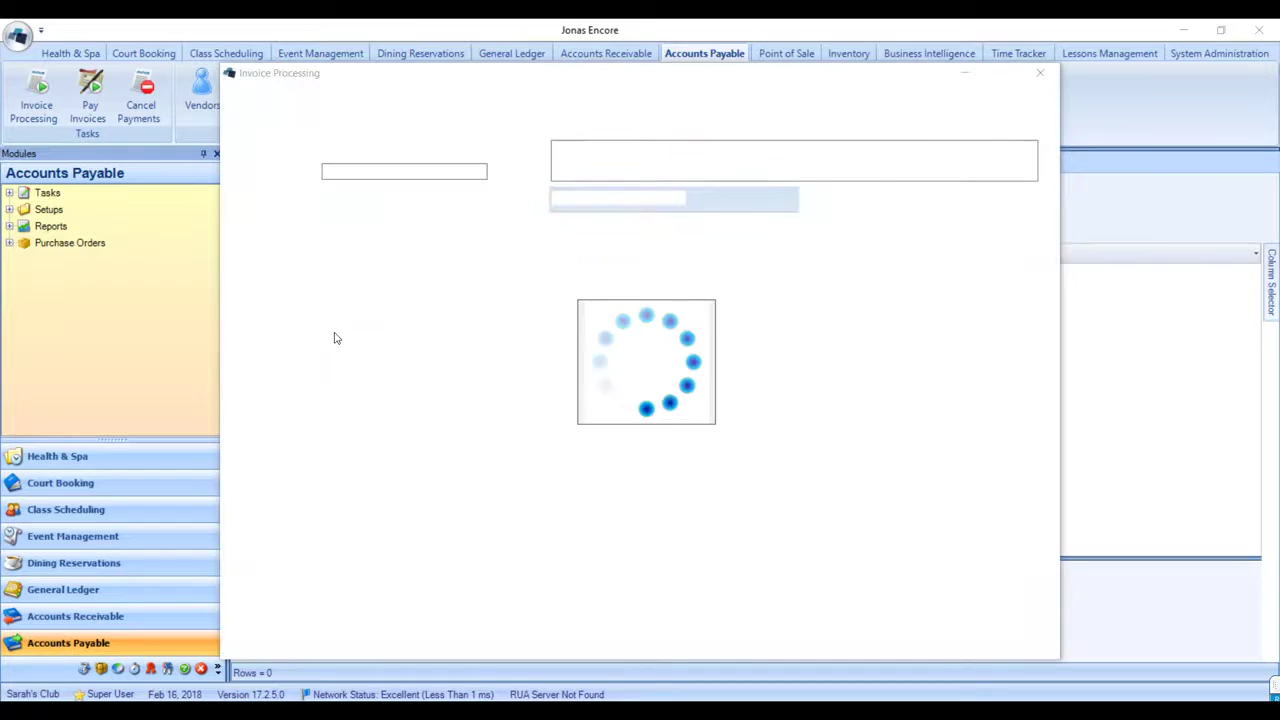 Jonas Encore
Health & Spa Court Booking Class Scheduling Event Management Dining Reservations General Ledger Accounts Receivable Accounts Payable Point of Sale Inventory Business Intelligence Time Tracker Lessons Management System Administration
Invoice Processing
Pay Invoices
Cancel Payments
Vendors
Tasks
Invoice Processing
Modules
Accounts Payable
Tasks
Setups
Reports
Purchase Orders
Column Selector
Health & Spa
Court Booking
Class Scheduling
Event Management
Dining Reservations
General Ledger
Accounts Receivable
Accounts Payable
Rows = 0
Sarah's Club Super User Feb 16, 2018 Version 17.2.5.0 Network Status: Excellent (Less Than 1 ms) RUA Server Not Found